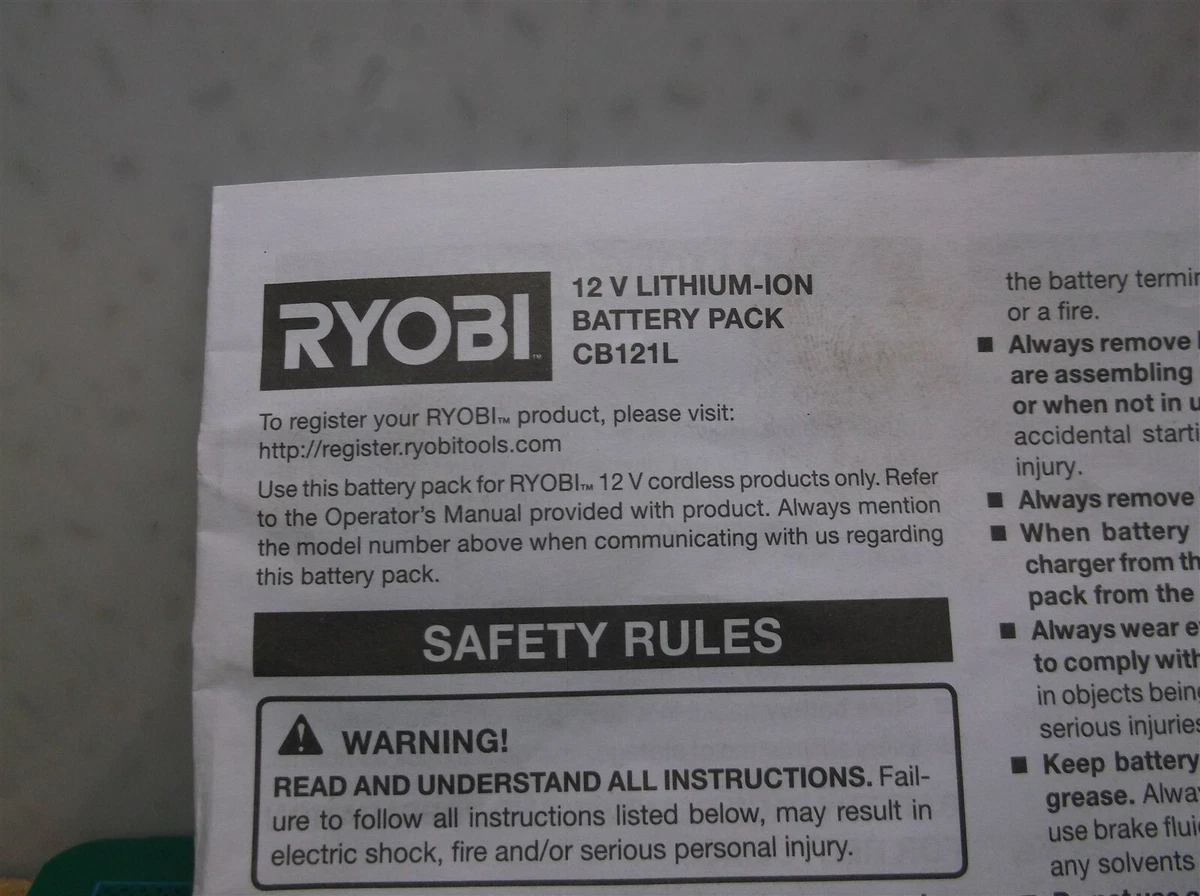 RYOBI™
12 V LITHIUM-ION
BATTERY PACK
CB121L
To register your RYOBI™ product, please visit:
http://register.ryobitools.com
Use this battery pack for RYOBI™ 12 V cordless products only. Refer
to the Operator's Manual provided with product. Always mention
the model number above when communicating with us regarding
this battery pack.
SAFETY RULES
WARNING!
READ AND UNDERSTAND ALL INSTRUCTIONS. Fail-
ure to follow all instructions listed below, may result in
electric shock, fire and/or serious personal injury.
the battery
or a fire.
■ Always remove
are assembling
or when not in
accidental
injury.
■ Always remove
■ When battery
charger from
pack from the
■ Always wear
to comply with
in objects
serious injuries
■ Keep battery
grease.
use brake
any solvents